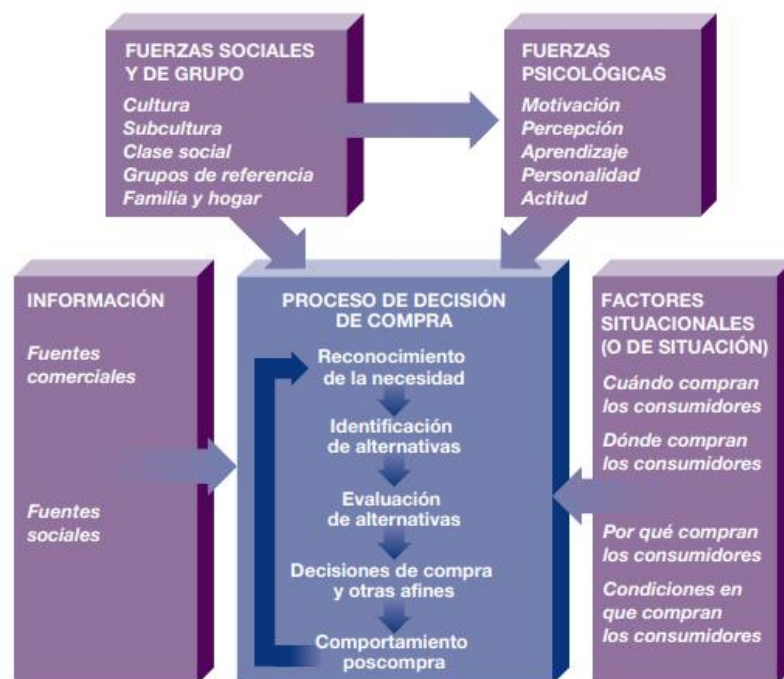 FUERZAS SOCIALES
Y DE GRUPO
Cultura
Subcultura
Clase social
Grupos de referencia
Familia y hogar
FUERZAS
PSICOLÓGICAS
Motivación
Percepción
Aprendizaje
Personalidad
Actitud
INFORMACIÓN
Fuentes
comerciales
Fuentes
sociales
PROCESO DE DECISIÓN
DE COMPRA
Reconocimiento
de la necesidad
Identificación
de alternativas
Evaluación
de alternativas
Decisiones de compra
y otras afines
Comportamiento
poscompra
FACTORES
SITUACIONALES
(O DE SITUACIÓN)
Cuándo compran
los consumidores
Dónde compran
los consumidores
Por qué compran
los consumidores
Condiciones en
que compran
los consumidores